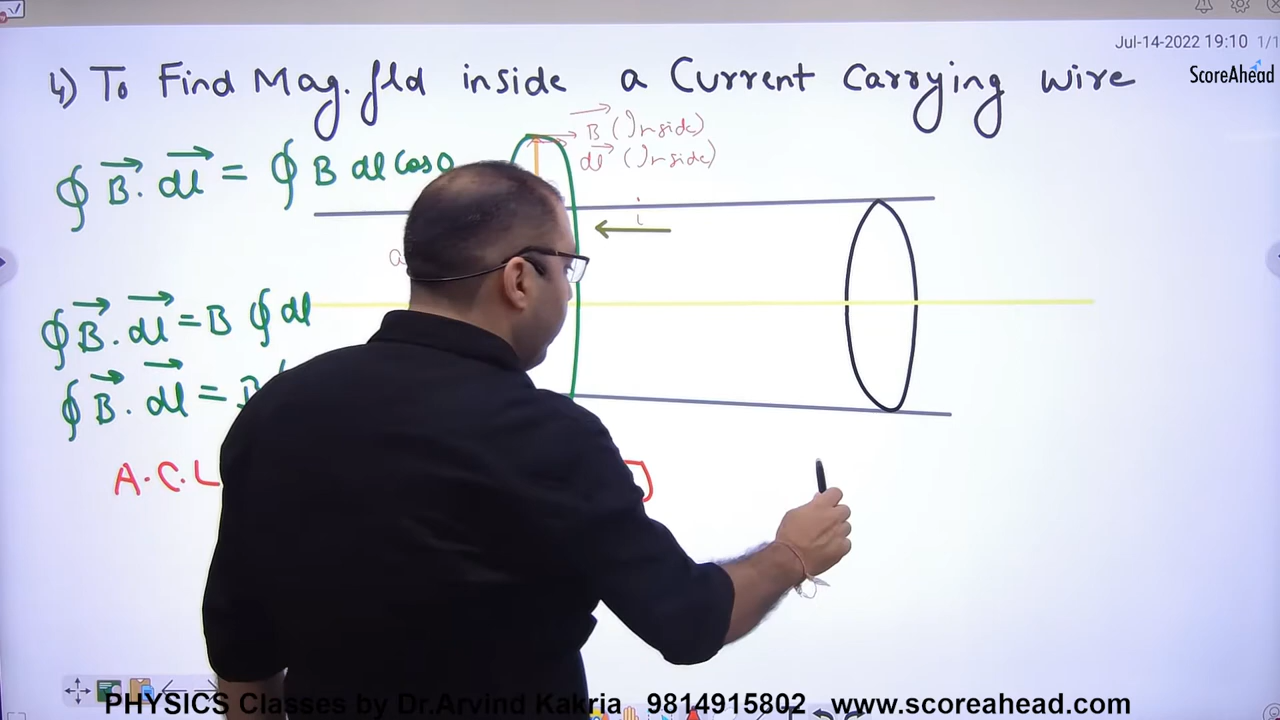 Jul-14-2022 19:10 1/1
ScoreAhead
4) To Find Mag. fld inside a Current Carrying wire
B (Inside)
dl (Inside)
∮ B. dl = ∮ B dl cos
i
a
∮ B. dl = B ∮ dl
∮ B. dl = B
A.C.L
PHYSICS Classes by Dr.Arvind Kakria 9814915802 www.scoreahead.com